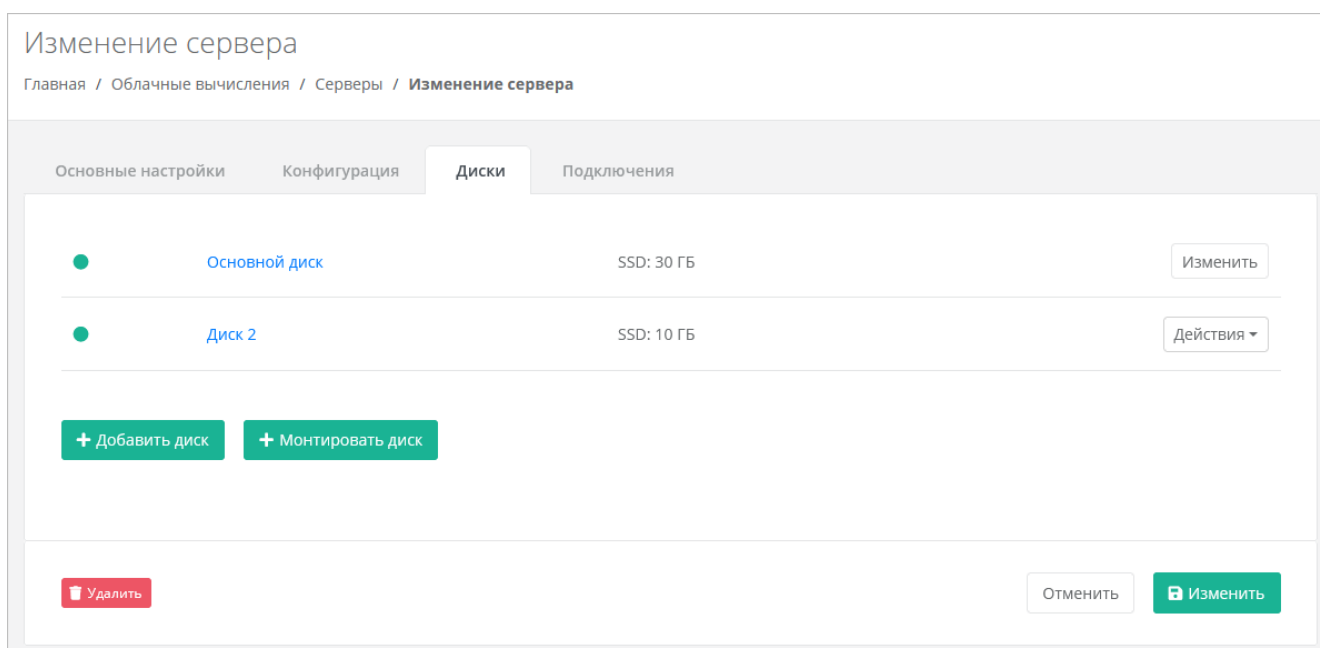 Изменение сервера
Главная / Облачные вычисления / Серверы / Изменение сервера
Основные настройки Конфигурация Диски Подключения
Основной диск SSD: 30 ГБ Изменить
Диск 2 SSD: 10 ГБ Действия
+ Добавить диск + Монтировать диск
Удалить Отменить Изменить